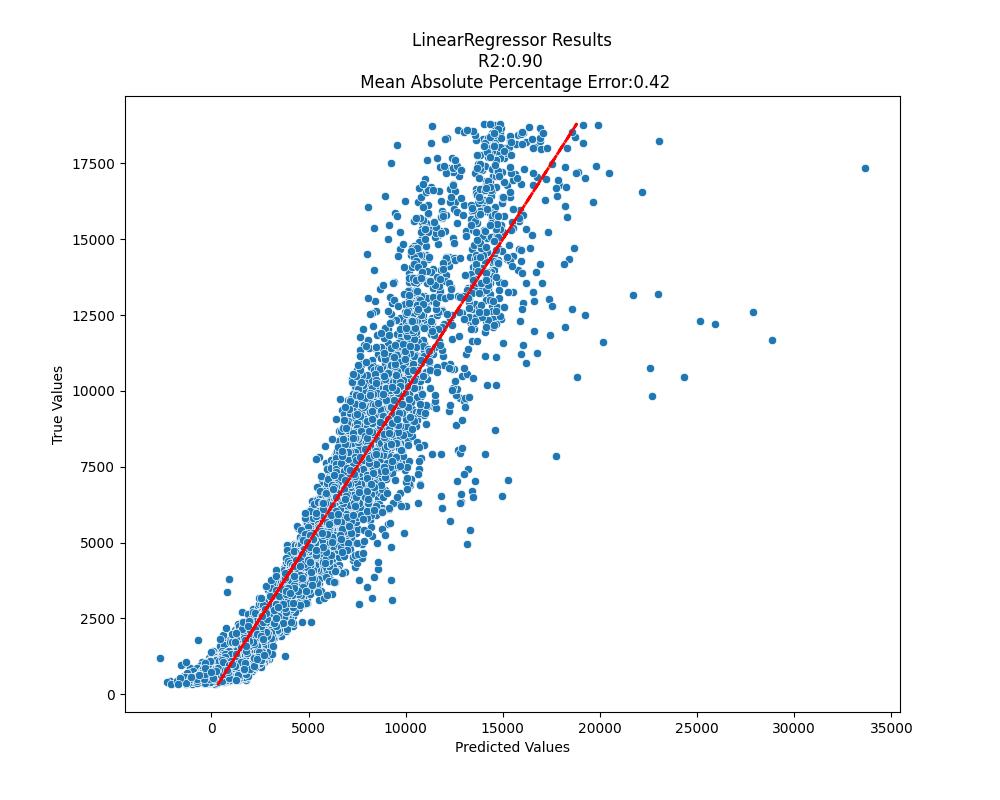 LinearRegressor Results
R2:0.90
Mean Absolute Percentage Error:0.42
17500
15000
12500
10000
7500
5000
2500
0
True Values
0 5000 10000 15000 20000 25000 30000 35000
Predicted Values